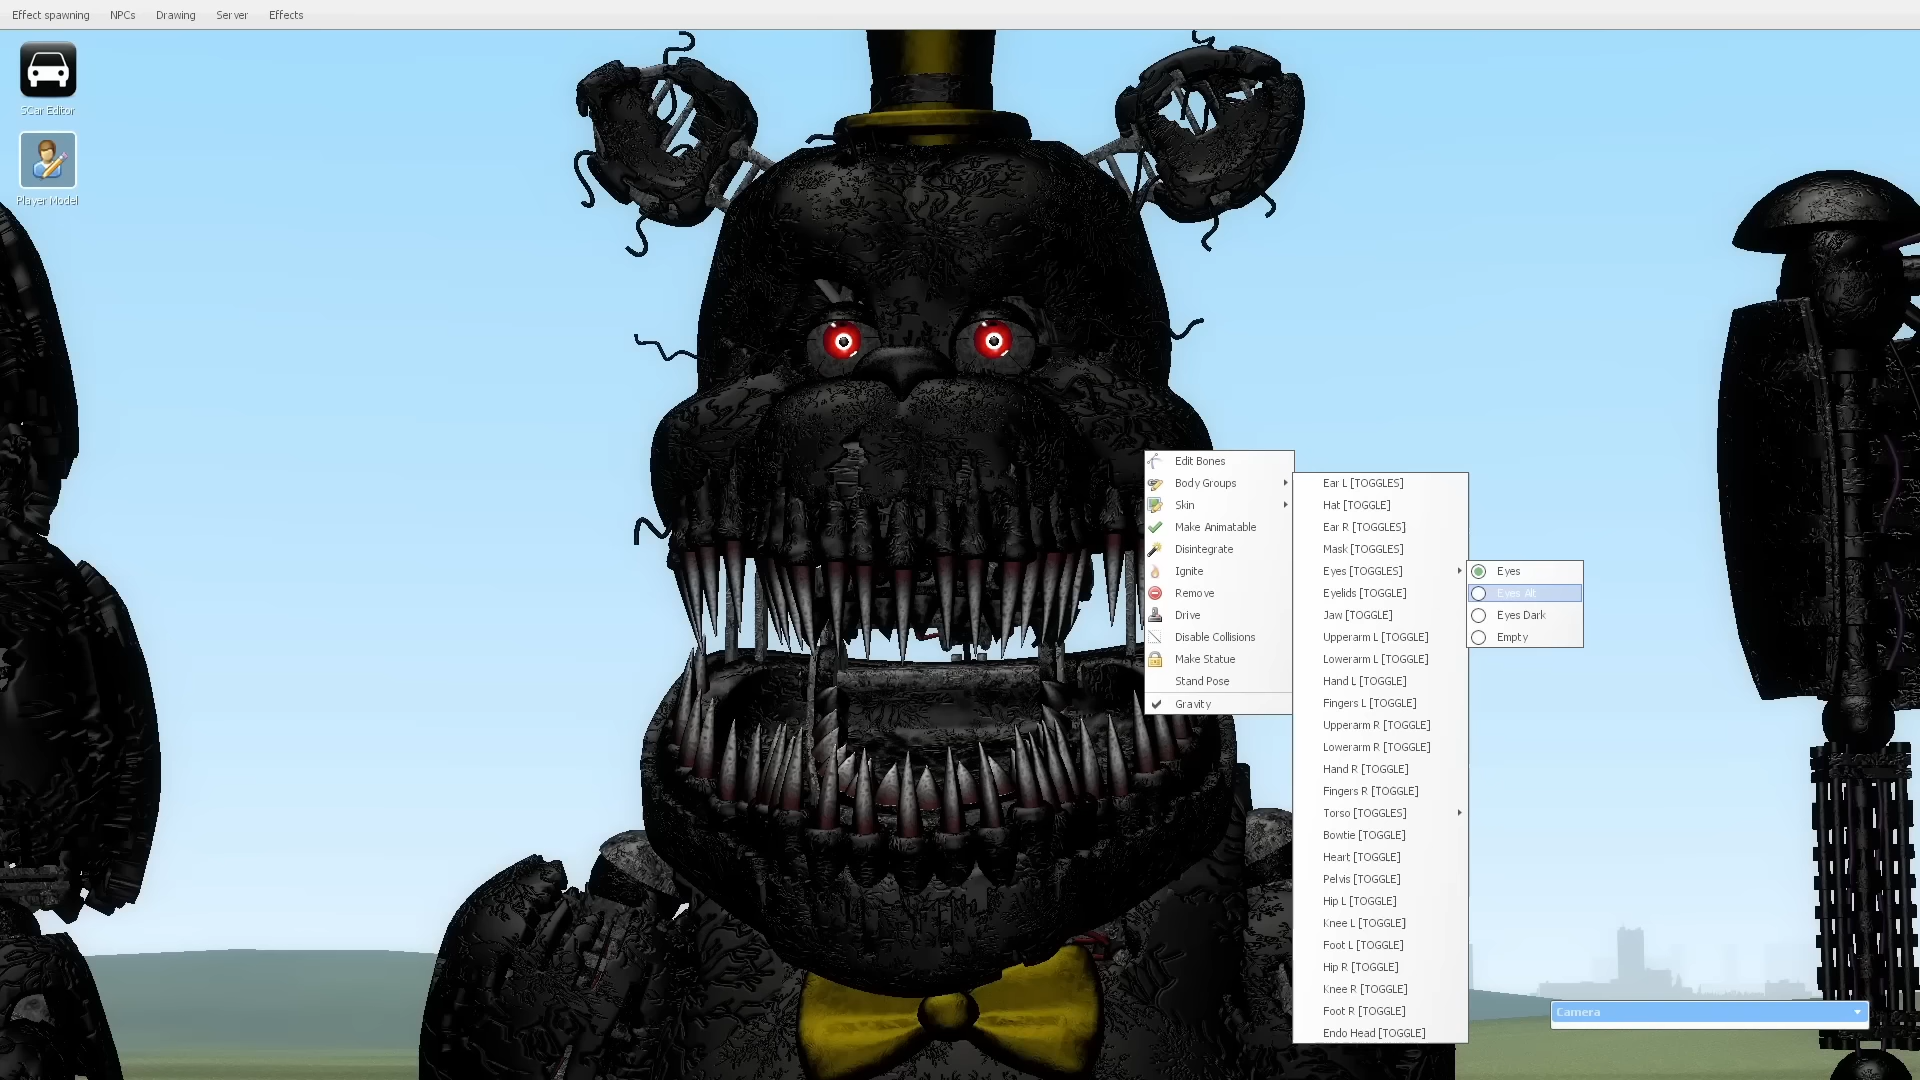 Effect spawning NPCs Drawing Server Effects
SCar Editor
Player Model
Edit Bones
Body Groups
Skin
Make Animatable
Disintegrate
Ignite
Remove
Drive
Disable Collisions
Make Statue
Stand Pose
Gravity
Ear L [TOGGLES]
Hat [TOGGLE]
Ear R [TOGGLES]
Mask [TOGGLES]
Eyes [TOGGLES]
Eyelids [TOGGLE]
Jaw [TOGGLE]
Upperarm L [TOGGLE]
Lowerarm L [TOGGLE]
Hand L [TOGGLE]
Fingers L [TOGGLE]
Upperarm R [TOGGLE]
Lowerarm R [TOGGLE]
Hand R [TOGGLE]
Fingers R [TOGGLE]
Torso [TOGGLES]
Bowtie [TOGGLE]
Heart [TOGGLE]
Pelvis [TOGGLE]
Hip L [TOGGLE]
Knee L [TOGGLE]
Foot L [TOGGLE]
Hip R [TOGGLE]
Knee R [TOGGLE]
Foot R [TOGGLE]
Endo Head [TOGGLE]
Eyes
Eyes Alt
Eyes Dark
Empty
Camera